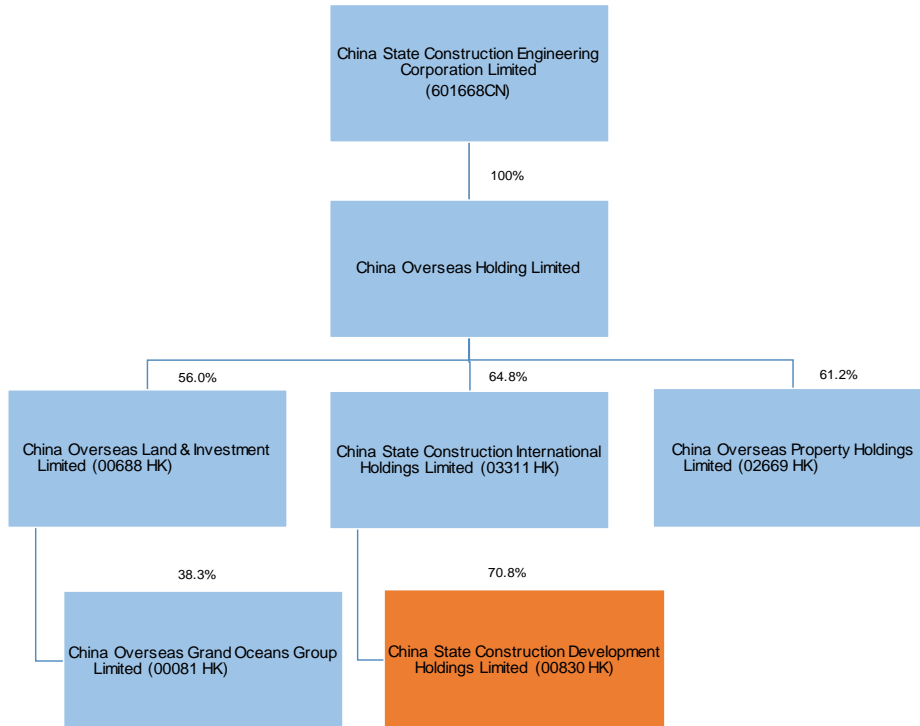 China State Construction Engineering
Corporation Limited
(601668CN)
100%
China Overseas Holding Limited
56.0%
64.8%
61.2%
China Overseas Land & Investment
Limited (00688 HK)
China State Construction International
Holdings Limited (03311 HK)
China Overseas Property Holdings
Limited (02669 HK)
38.3%
70.8%
China Overseas Grand Oceans Group
Limited (00081 HK)
China State Construction Development
Holdings Limited (00830 HK)